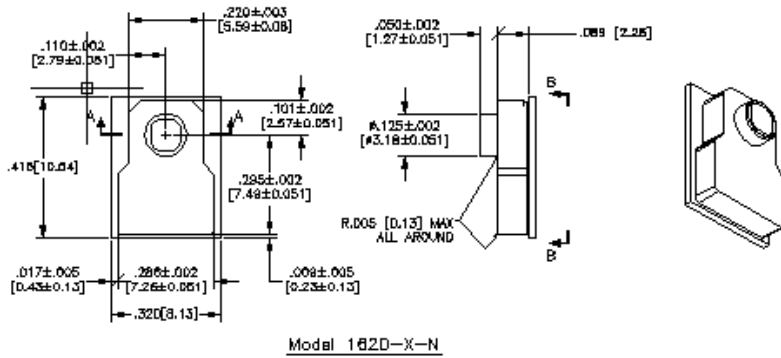 .220±.003
[5.59±0.08]
.110±.002
[2.79±0.051]
.050±.002
[1.27±0.051]
.089 [2.26]
B
A
A
.101±.002
[2.57±0.051]
ø.125±.002
[ø3.18±0.051]
.419[10.64]
.295±.002
[7.49±0.051]
R.005 [0.13] MAX
ALL AROUND
B
.017±.005
[0.43±0.13]
.286±.002
[7.26±0.051]
.009±.005
[0.23±0.13]
.320[8.13]
Model 162D-X-N